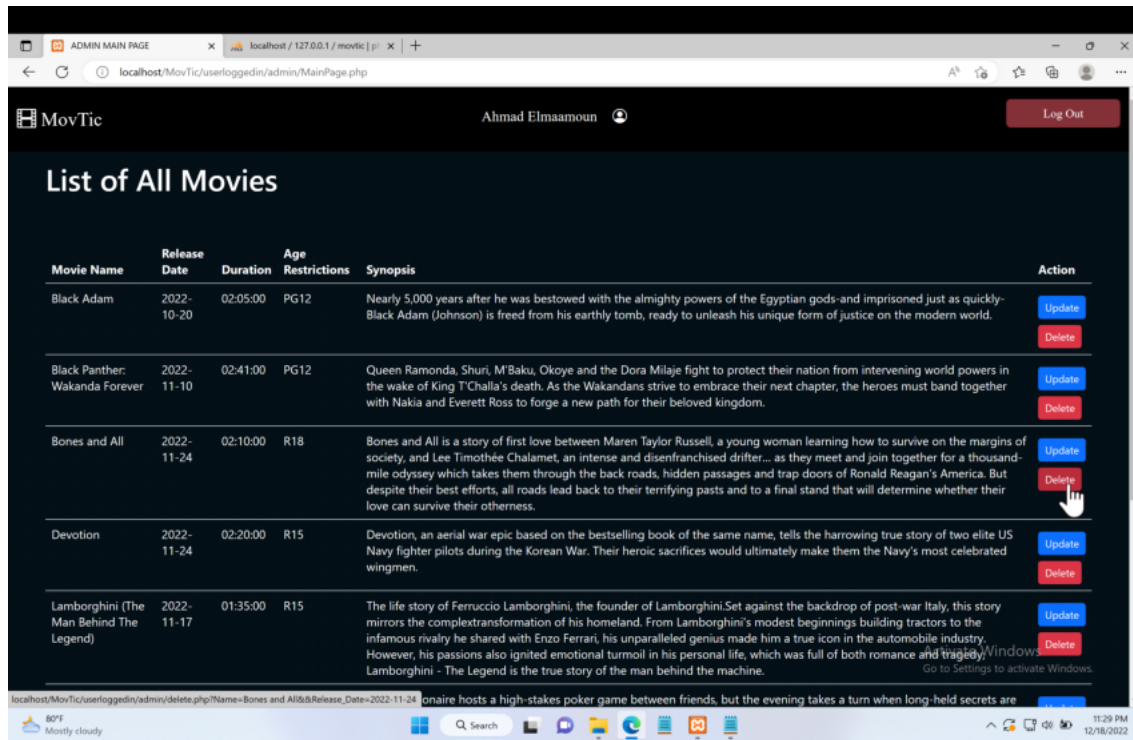 ADMIN MAIN PAGE
localhost / 127.0.0.1 / movtic | p
localhost/MovTic/userloggedin/admin/MainPage.php
MovTic
Ahmad Elmaamoun
Log Out
List of All Movies
Movie Name Release Date Duration Age Restrictions Synopsis Action
Black Adam 2022- 02:05:00 PG12 Nearly 5,000 years after he was bestowed with the almighty powers of the Egyptian gods-and imprisoned just as quickly-
10-20 Black Adam (Johnson) is freed from his earthly tomb, ready to unleash his unique form of justice on the modern world.
Update
Delete
Black Panther: 2022- 02:41:00 PG12 Queen Ramonda, Shuri, M'Baku, Okoye and the Dora Milaje fight to protect their nation from intervening world powers in
Wakanda Forever 11-10 the wake of King T'Challa's death. As the Wakandans strive to embrace their next chapter, the heroes must band together
with Nakia and Everett Ross to forge a new path for their beloved kingdom.
Update
Delete
Bones and All 2022- 02:10:00 R18 Bones and All is a story of first love between Maren Taylor Russell, a young woman learning how to survive on the margins of
11-24 society, and Lee Timothée Chalamet, an intense and disenfranchised drifter... as they meet and join together for a thousand-
mile odyssey which takes them through the back roads, hidden passages and trap doors of Ronald Reagan's America. But
despite their best efforts, all roads lead back to their terrifying pasts and to a final stand that will determine whether their
love can survive their otherness.
Update
Delete
Devotion 2022- 02:20:00 R15 Devotion, an aerial war epic based on the bestselling book of the same name, tells the harrowing true story of two elite US
11-24 Navy fighter pilots during the Korean War. Their heroic sacrifices would ultimately make them the Navy's most celebrated
wingmen.
Update
Delete
Lamborghini (The 2022- 01:35:00 R15 The life story of Ferruccio Lamborghini, the founder of Lamborghini.Set against the backdrop of post-war Italy, this story
Man Behind The 11-17 mirrors the complextransformation of his homeland. From Lamborghini's modest beginnings building tractors to the
Legend) infamous rivalry he shared with Enzo Ferrari, his unparalleled genius made him a true icon in the automobile industry.
However, his passions also ignited emotional turmoil in his personal life, which was full of both romance and tragedy,
Lamborghini - The Legend is the true story of the man behind the machine.
Update
Delete
Activate Windows
Go to Settings to activate Windows.
localhost/MovTic/userloggedin/admin/delete.php?Name=Bones and All&&Release_Date=2022-11-24
onaire hosts a high-stakes poker game between friends, but the evening takes a turn when long-held secrets are
80°F
Mostly cloudy
Search
11:29 PM
12/18/2022